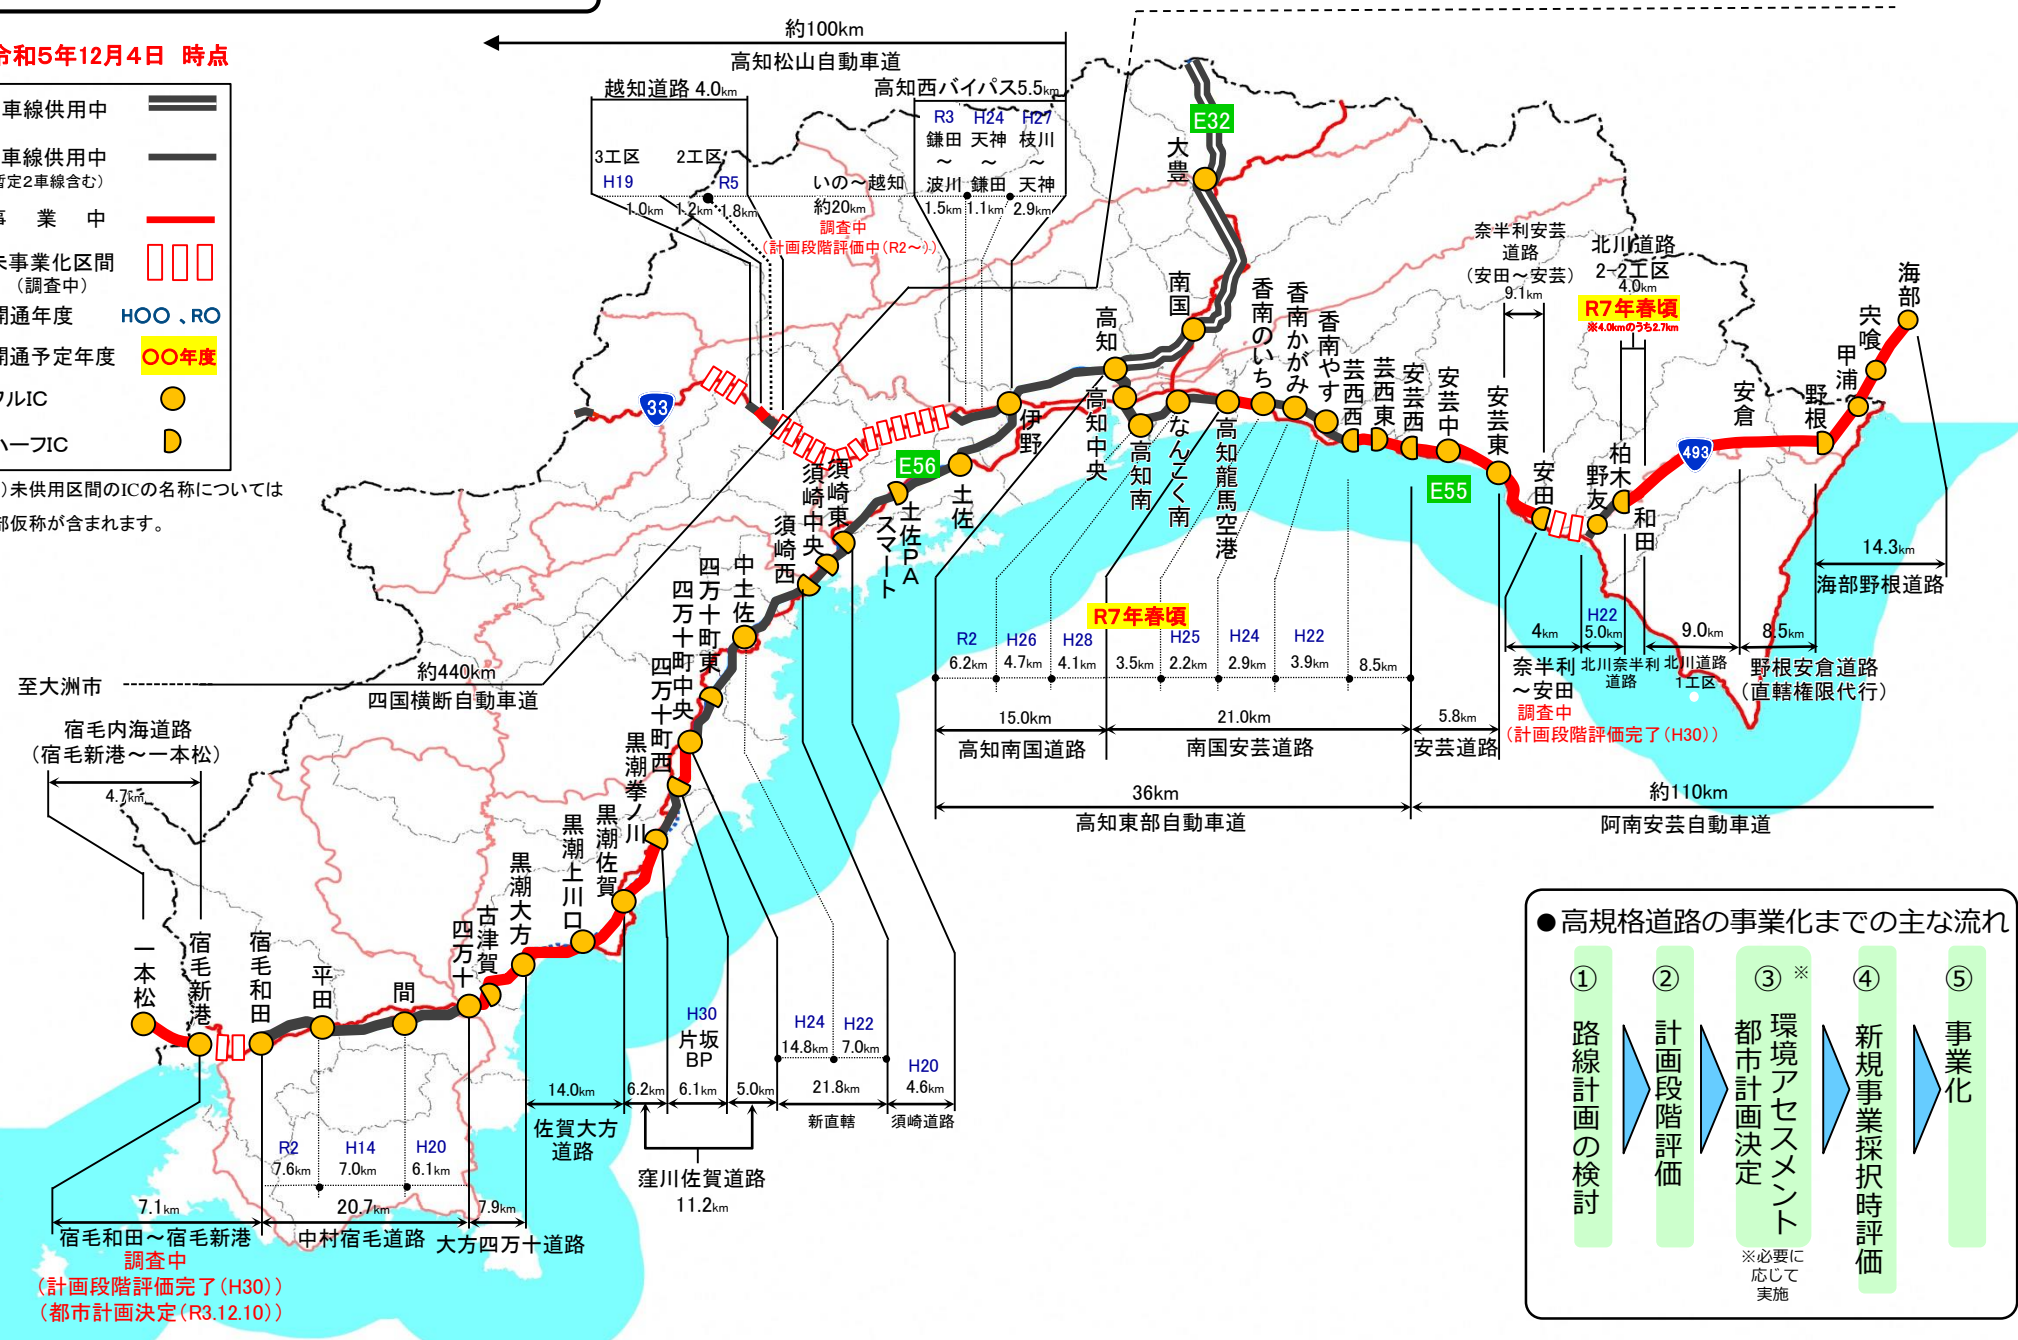 令和5年12月4日 時点
車線供用中
車線供用中
暫定2車線含む）
事 業 中
未事業化区間
（調査中）
開通年度 H○○ 、R○
開通予定年度 ○○年度
フルIC
ハーフIC
）未供用区間のICの名称については
部仮称が含まれます。
約100km
高知松山自動車道
越知道路 4.0km
高知西バイパス5.5km
3工区 2工区
H19 R5
1.0km 1.2km 1.8km
いの～越知
約20km
調査中
（計画段階評価中（R2～））
R3 H24 H27
鎌田～波川
天神～鎌田
枝川～天神
1.5km 1.1km 2.9km
E32
大豊
南国
高知
高知中央
高知南
なんこく南
高知龍馬空港
香南のいち
香南かがみ
香南やす
芸西西
芸西東
安芸西
安芸中
安芸東
安田
野友
柏木
和田
安倉
野根
甲浦
宍喰
海部
奈半利安芸
道路
（安田～安芸）
9.1km
北川道路
2-2工区
4.0km
R7年春頃
※4.0kmのうち2.7km
33
493
E56
E55
伊野
土佐
土佐PA
スマート
須崎東
須崎中央
須崎西
中土佐
四万十町東
四万十町中央
四万十町西
黒潮拳ノ川
黒潮佐賀
黒潮上川口
黒潮大方
古津賀
四万十
間
平田
宿毛和田
宿毛新港
一本松
至大洲市
約440km
四国横断自動車道
宿毛内海道路
（宿毛新港～一本松）
4.7km
R2 H26 H28
6.2km 4.7km 4.1km
R7年春頃
H25 H24 H22
3.5km 2.2km 2.9km 3.9km 8.5km
15.0km
高知南国道路
21.0km
南国安芸道路
5.8km
安芸道路
36km
高知東部自動車道
約110km
阿南安芸自動車道
4km
奈半利
～安田
調査中
（計画段階評価完了（H30））
H22
5.0km
北川奈半利
道路
9.0km
北川道路
1工区
8.5km
野根安倉道路
（直轄権限代行）
14.3km
海部野根道路
R2 H14 H20
7.6km 7.0km 6.1km
7.1km
宿毛和田～宿毛新港
調査中
（計画段階評価完了（H30））
（都市計画決定（R3.12.10））
20.7km
中村宿毛道路
7.9km
大方四万十道路
14.0km
佐賀大方
道路
6.2km
H30
片坂
BP
6.1km
5.0km
窪川佐賀道路
11.2km
H24 H22
14.8km 7.0km
21.8km
新直轄
H20
4.6km
須崎道路
●高規格道路の事業化までの主な流れ
①
路線計画の検討
②
計画段階評価
③ ※
環境アセスメント
都市計画決定
※必要に
応じて
実施
④
新規事業採択時評価
⑤
事業化